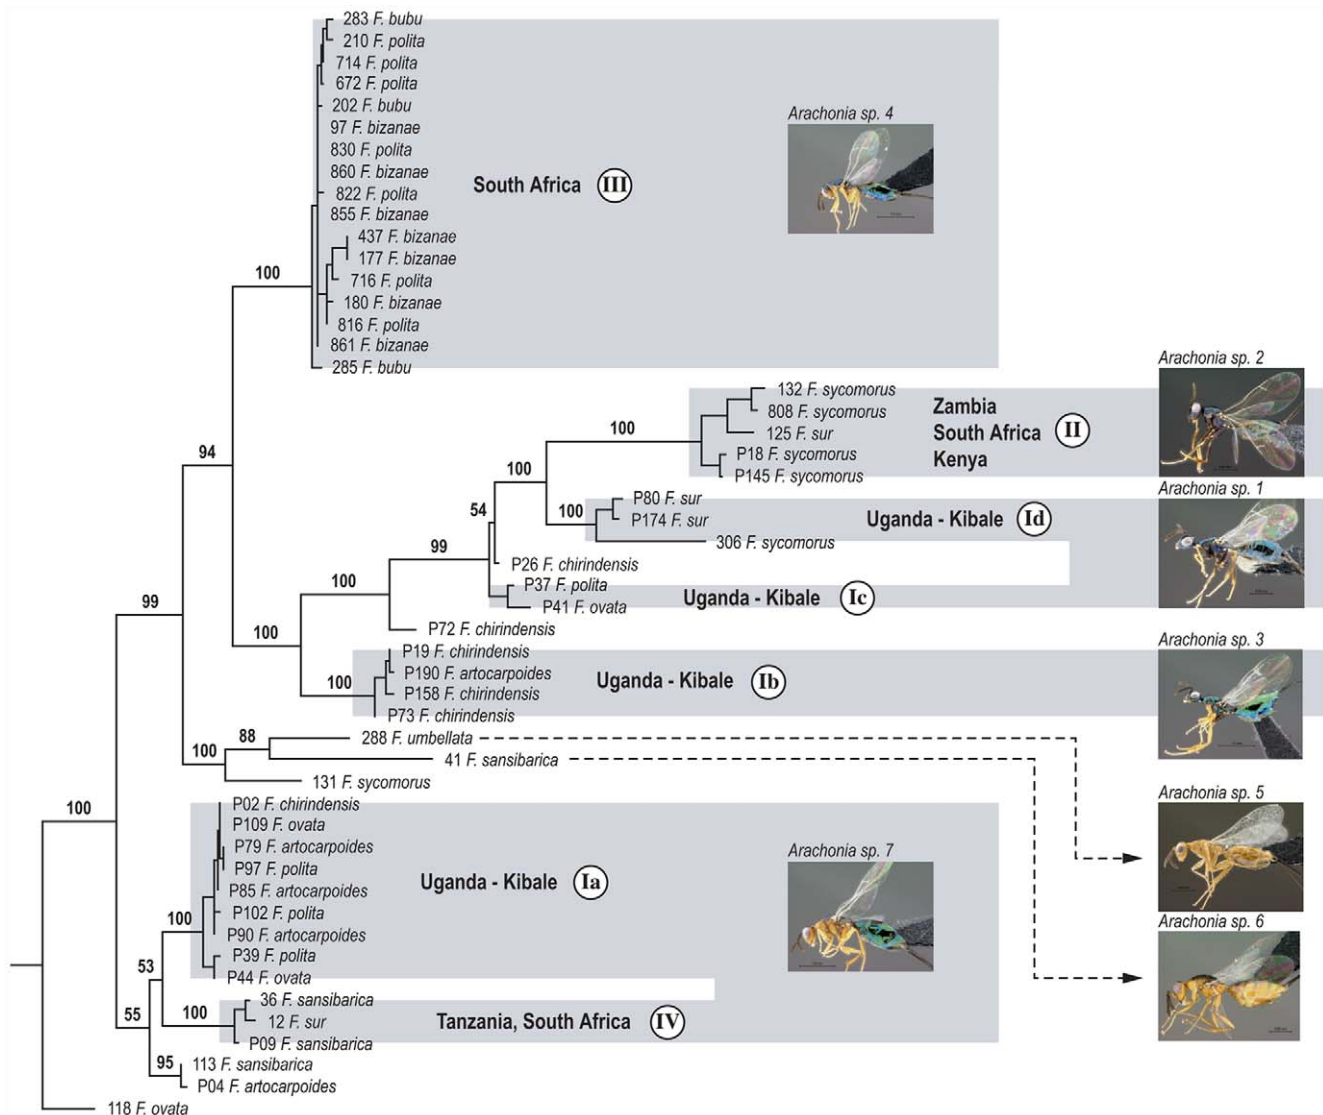 283 F. bubu
210 F. polita
714 F. polita
672 F. polita
202 F. bubu
97 F. bizanae
830 F. polita
860 F. bizanae
822 F. polita
855 F. bizanae
437 F. bizanae
177 F. bizanae
716 F. polita
180 F. bizanae
816 F. polita
861 F. bizanae
285 F. bubu
South Africa III
Arachonia sp. 4
100
132 F. sycomorus
808 F. sycomorus
125 F. sur
P18 F. sycomorus
P145 F. sycomorus
Zambia
South Africa II
Kenya
Arachonia sp. 2
100
94
100
54
P80 F. sur
P174 F. sur
306 F. sycomorus
100
Uganda - Kibale Id
Arachonia sp. 1
99
P26 F. chirindensis
P37 F. polita
P41 F. ovata
Uganda - Kibale Ic
100
P72 F. chirindensis
99
100
P19 F. chirindensis
P190 F. artocarpoides
P158 F. chirindensis
P73 F. chirindensis
100
Uganda - Kibale Ib
Arachonia sp. 3
288 F. umbellata
41 F. sansibarica
131 F. sycomorus
88
100
Arachonia sp. 5
Arachonia sp. 6
100
P02 F. chirindensis
P109 F. ovata
P79 F. artocarpoides
P97 F. polita
P85 F. artocarpoides
P102 F. polita
P90 F. artocarpoides
P39 F. polita
P44 F. ovata
100
Uganda - Kibale Ia
Arachonia sp. 7
53
36 F. sansibarica
12 F. sur
P09 F. sansibarica
100
Tanzania, South Africa IV
55
95
113 F. sansibarica
P04 F. artocarpoides
118 F. ovata